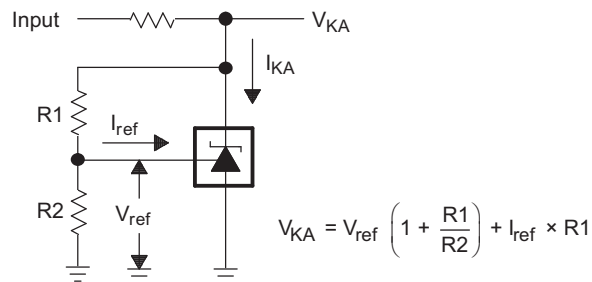 Input
V_KA
I_KA
R1
I_ref
R2
V_ref
V_KA = V_ref (1 + R1/R2) + I_ref × R1